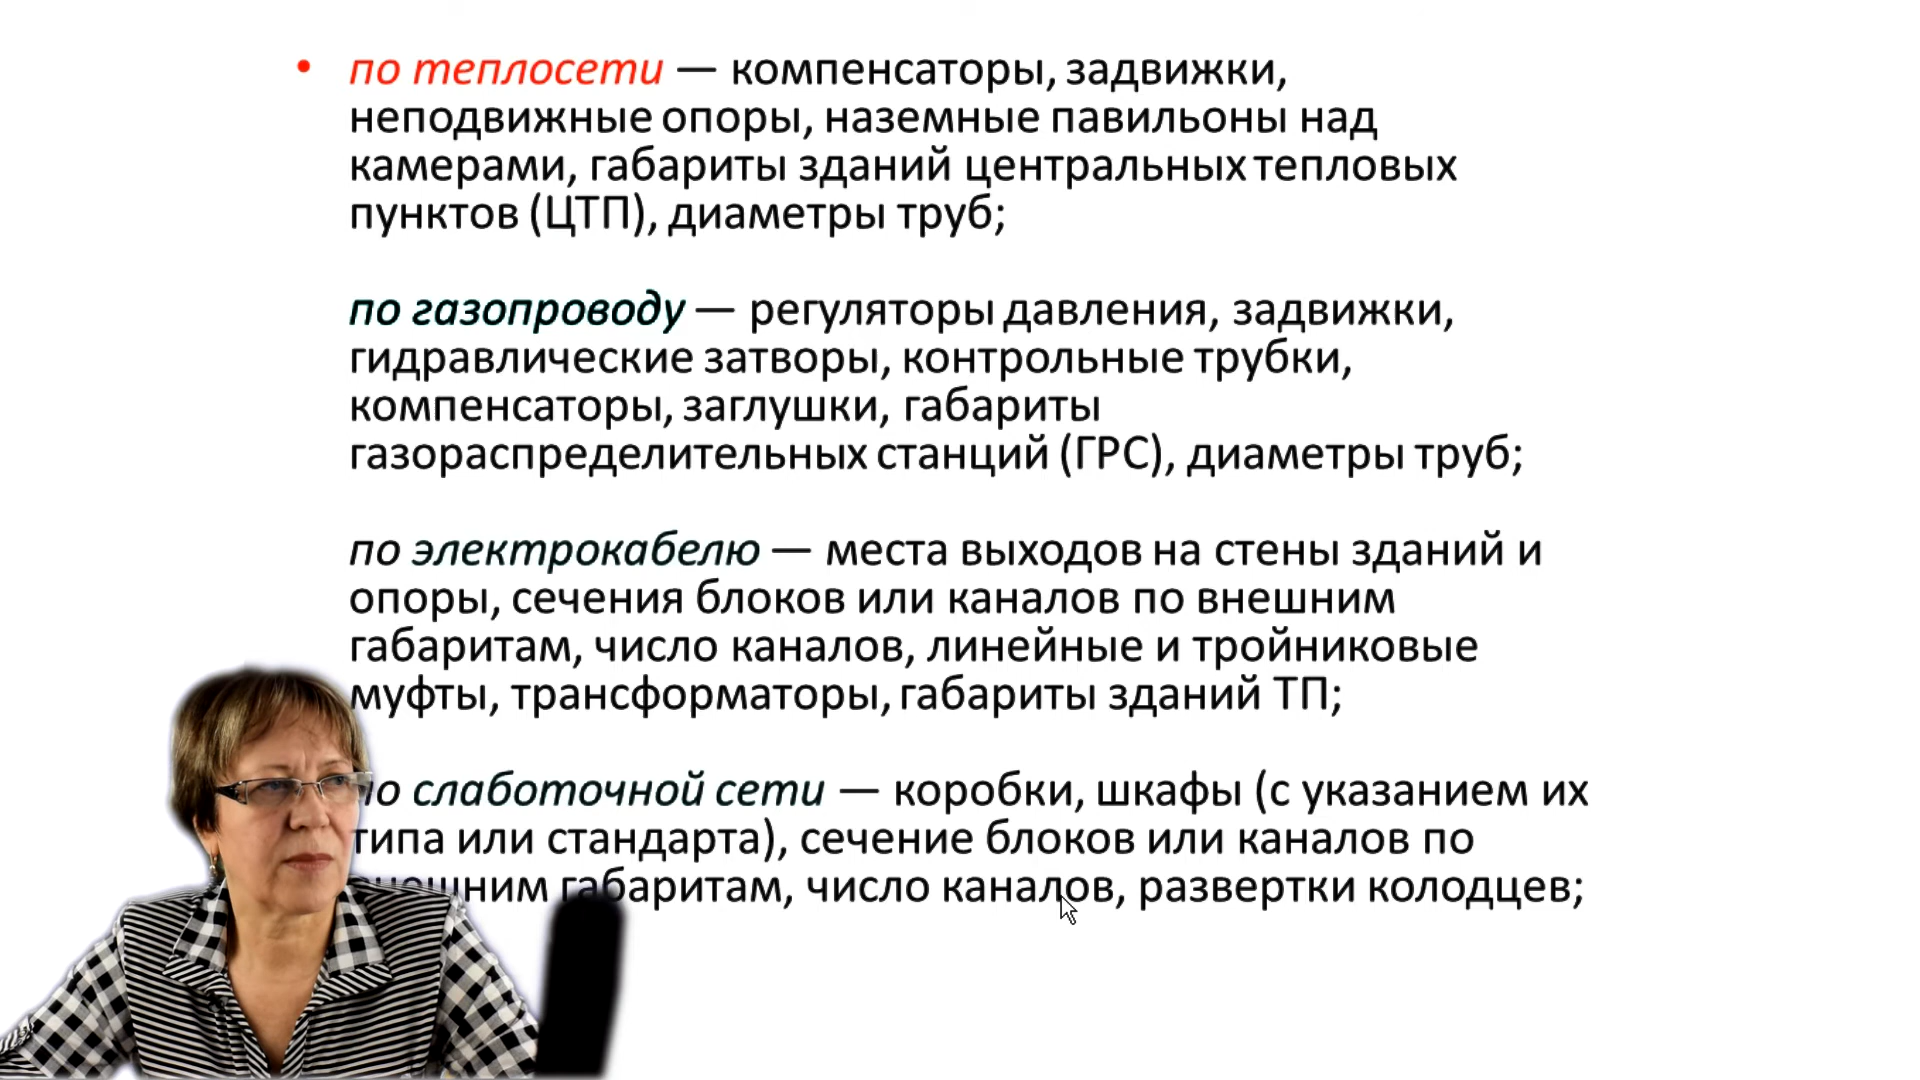 • по теплосети — компенсаторы, задвижки,
неподвижные опоры, наземные павильоны над
камерами, габариты зданий центральных тепловых
пунктов (ЦТП), диаметры труб;
по газопроводу — регуляторы давления, задвижки,
гидравлические затворы, контрольные трубки,
компенсаторы, заглушки, габариты
газораспределительных станций (ГРС), диаметры труб;
по электрокабелю — места выходов на стены зданий и
опоры, сечения блоков или каналов по внешним
габаритам, число каналов, линейные и тройниковые
муфты, трансформаторы, габариты зданий ТП;
по слаботочной сети — коробки, шкафы (с указанием их
типа или стандарта), сечение блоков или каналов по
внешним габаритам, число каналов, развертки колодцев;